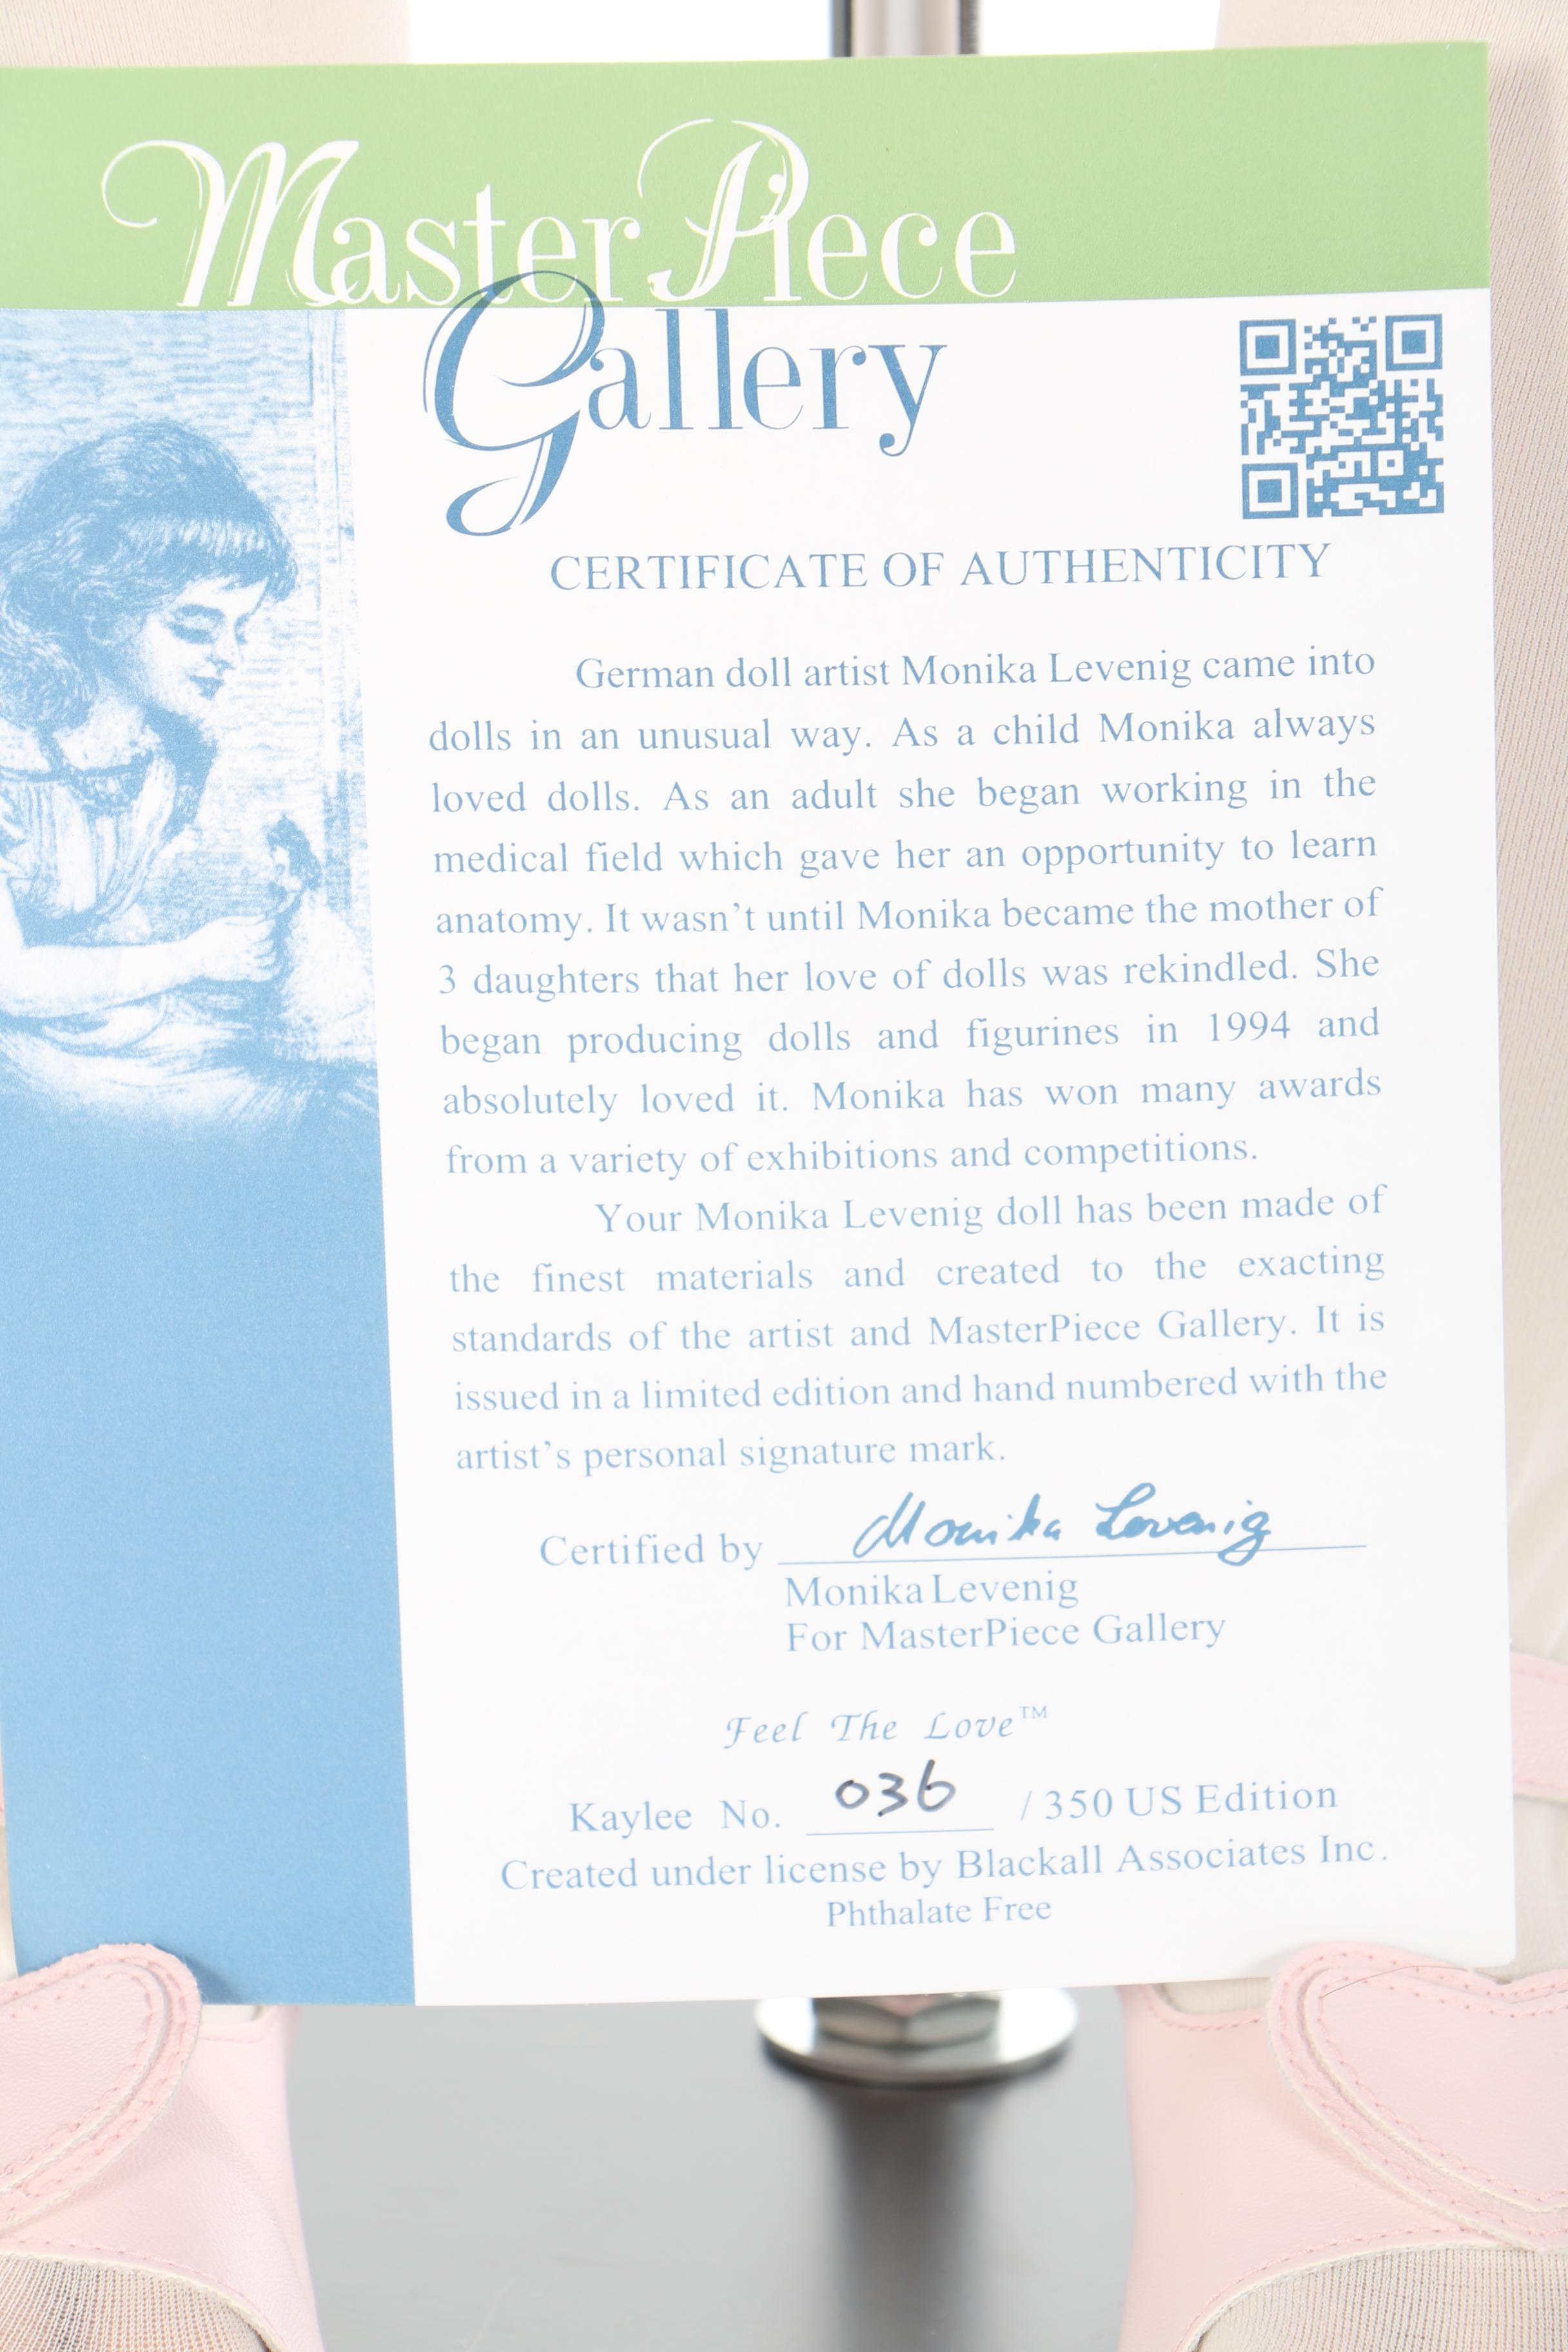 MasterPiece
Gallery
CERTIFICATE OF AUTHENTICITY
German doll artist Monika Levenig came into
dolls in an unusual way. As a child Monika always
loved dolls. As an adult she began working in the
medical field which gave her an opportunity to learn
anatomy. It wasn't until Monika became the mother of
3 daughters that her love of dolls was rekindled. She
began producing dolls and figurines in 1994 and
absolutely loved it. Monika has won many awards
from a variety of exhibitions and competitions.
Your Monika Levenig doll has been made of
the finest materials and created to the exacting
standards of the artist and MasterPiece Gallery. It is
issued in a limited edition and hand numbered with the
artist's personal signature mark.
Certified by Monika Levenig
Monika Levenig
For MasterPiece Gallery
Feel The Love™
Kaylee No. 036 / 350 US Edition
Created under license by Blackall Associates Inc.
Phthalate Free